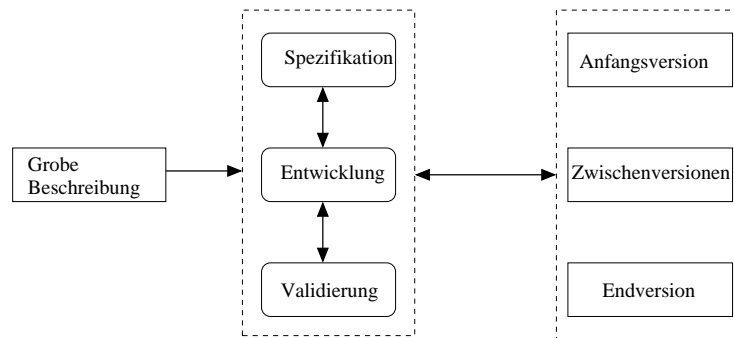 Spezifikation
Anfangsversion
Grobe
Beschreibung
Entwicklung
Zwischenversionen
Validierung
Endversion